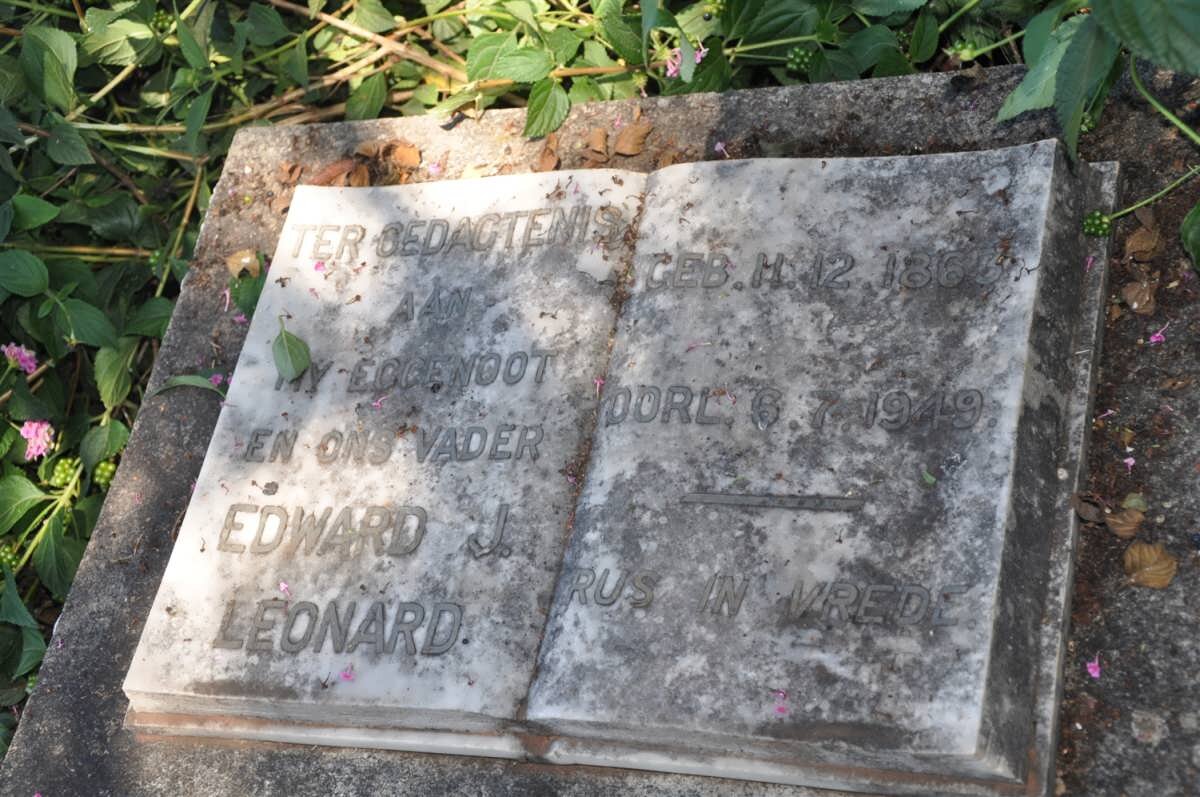 TER GEDAGTENIS
AAN
MY EGGENOOT
EN ONS VADER
EDWARD J.
LEONARD
GEB. 11. 12.
OORL. 6. 7. 1949.
RUS IN VREDE.